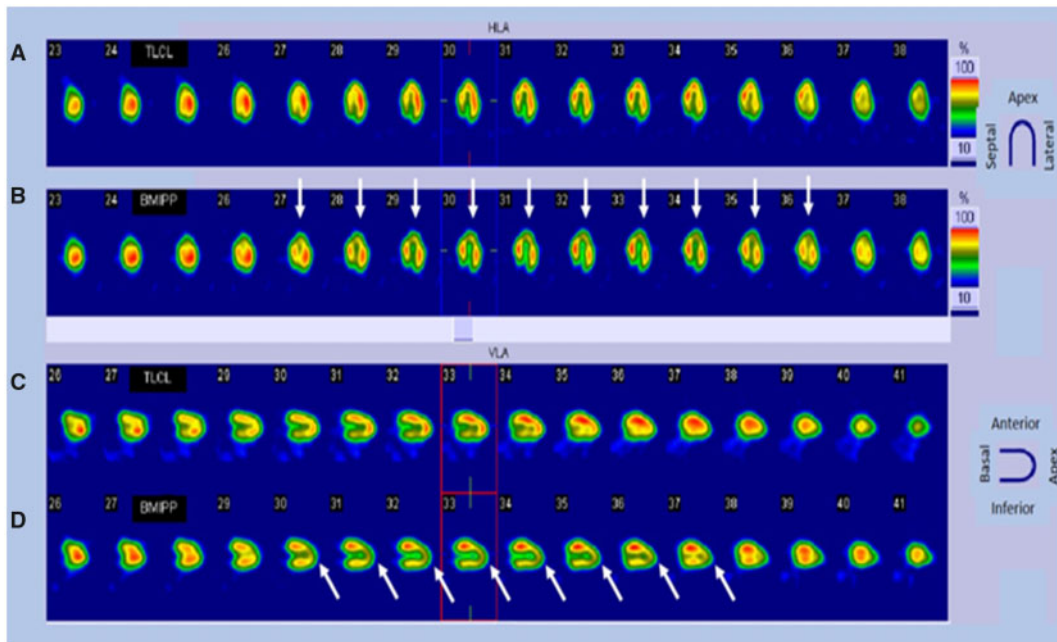 HLA
A
23 24 26 27 28 29 30 31 32 33 34 35 36 37 38
TLCL
%
100
10
Apex
Septal
Lateral
B
23 24 26 27 28 29 30 31 32 33 34 35 36 37 38
BMIPP
%
100
10
VLA
C
26 27 29 30 31 32 33 34 35 36 37 38 39 40 41
TLCL
Anterior
Basal
Apex
Inferior
D
26 27 29 30 31 32 33 34 35 36 37 38 39 40 41
BMIPP